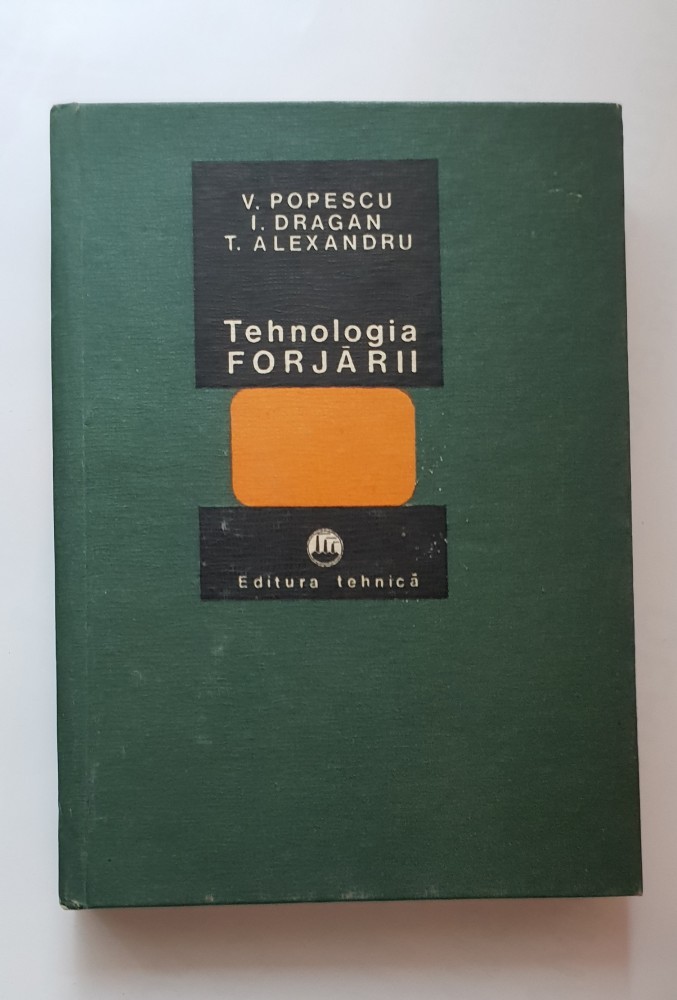 V. POPESCU
I. DRAGAN
T. ALEXANDRU
Tehnologia
FORJĂRII
Editura tehnică